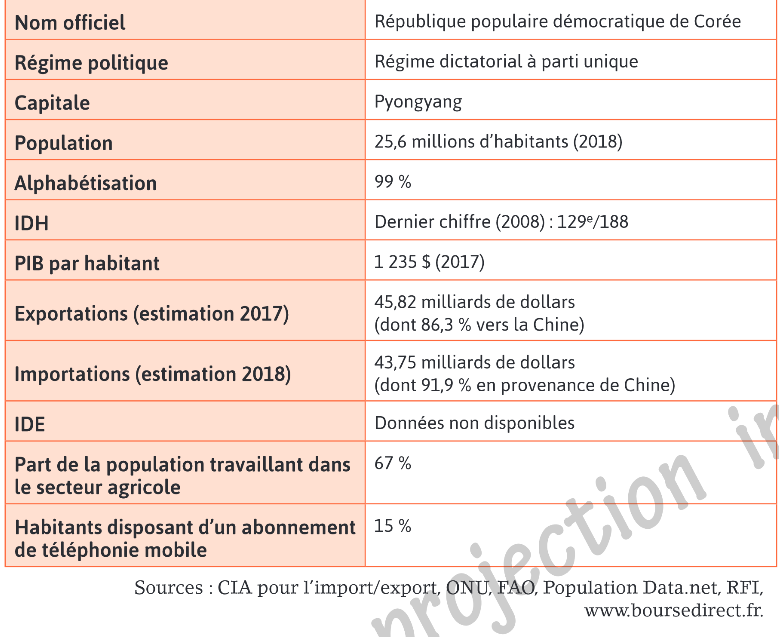 Nom officiel République populaire démocratique de Corée
Régime politique Régime dictatorial à parti unique
Capitale Pyongyang
Population 25,6 millions d’habitants (2018)
Alphabétisation 99 %
IDH Dernier chiffre (2008) : 129e/188
PIB par habitant 1 235 $ (2017)
Exportations (estimation 2017) 45,82 milliards de dollars
(dont 86,3 % vers la Chine)
Importations (estimation 2018) 43,75 milliards de dollars
(dont 91,9 % en provenance de Chine)
IDE Données non disponibles
Part de la population travaillant dans 67 %
le secteur agricole
Habitants disposant d’un abonnement 15 %
de téléphonie mobile
Sources : CIA pour l’import/export, ONU, FAO, Population Data.net, RFI,
www.boursedirect.fr.
projection